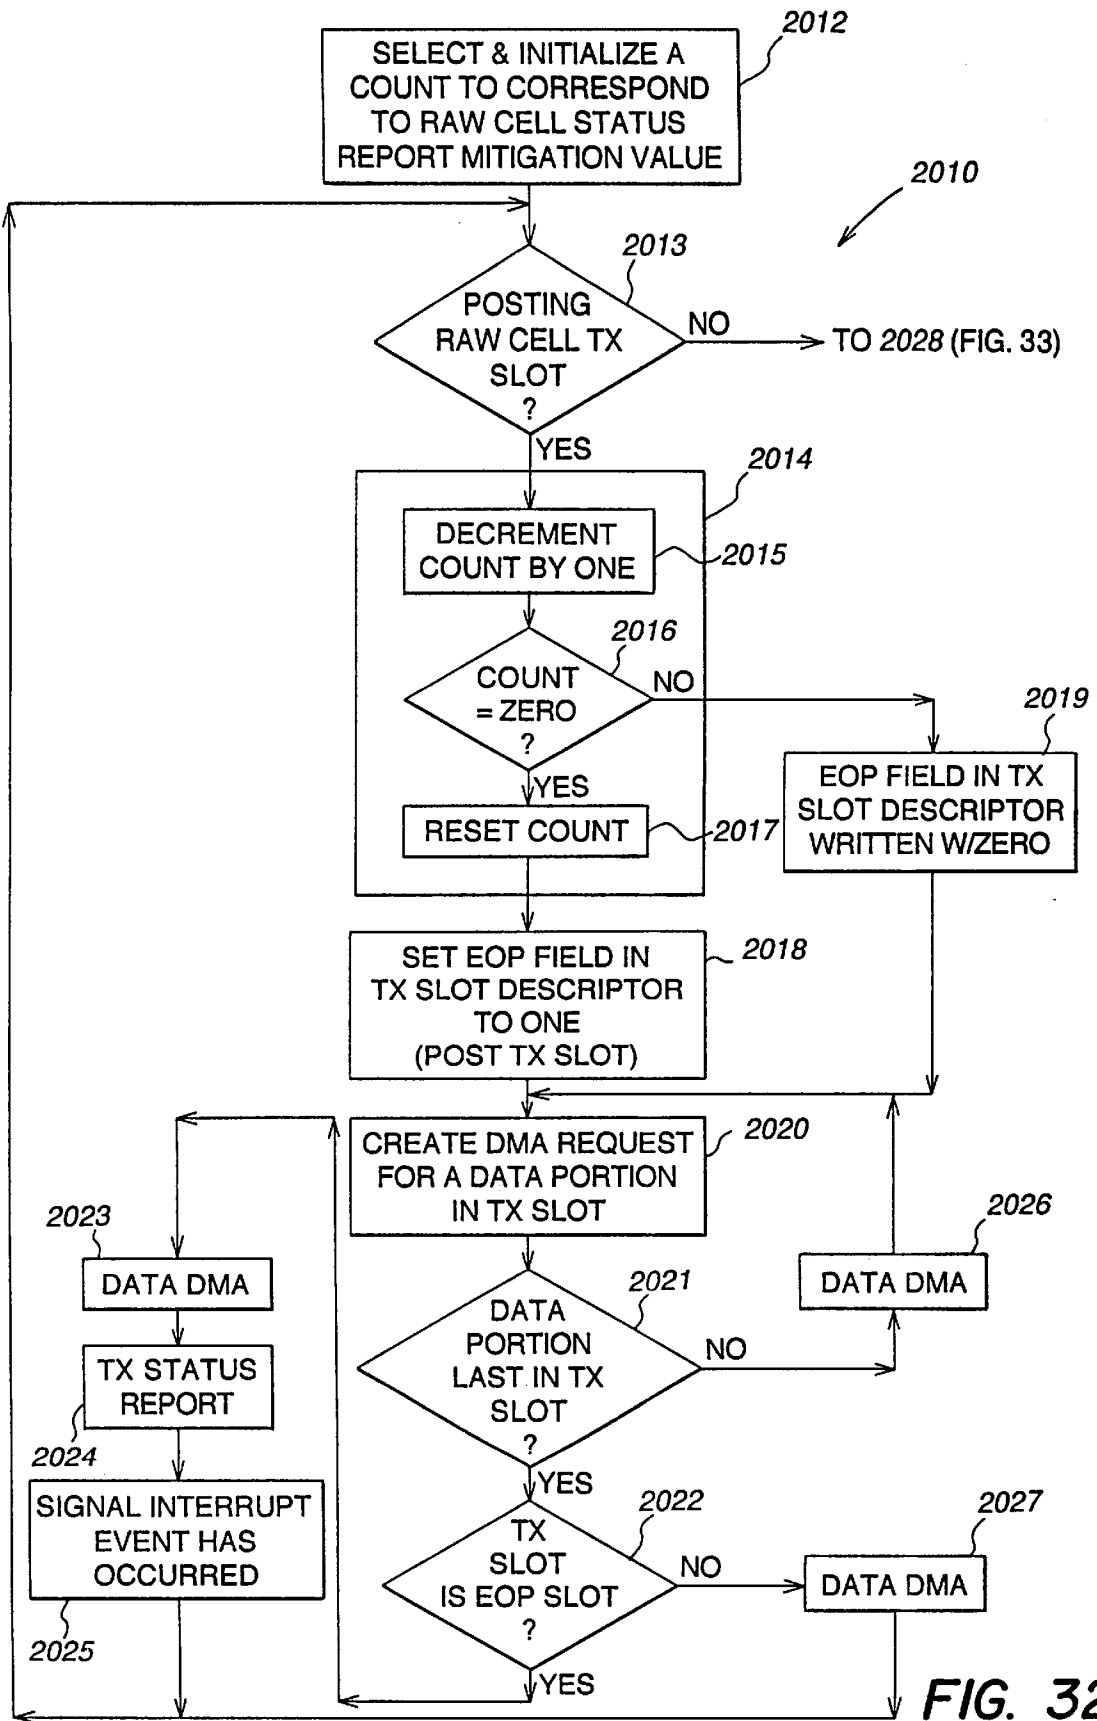 2012
SELECT & INITIALIZE A
COUNT TO CORRESPOND
TO RAW CELL STATUS
REPORT MITIGATION VALUE
2010
2013
POSTING
RAW CELL TX
SLOT
?
NO
TO 2028 (FIG. 33)
YES
2014
DECREMENT
COUNT BY ONE
2015
2016
COUNT
= ZERO
?
NO
YES
RESET COUNT
2017
2019
EOP FIELD IN TX
SLOT DESCRIPTOR
WRITTEN W/ZERO
SET EOP FIELD IN
TX SLOT DESCRIPTOR
TO ONE
(POST TX SLOT)
2018
CREATE DMA REQUEST
FOR A DATA PORTION
IN TX SLOT
2020
2023
DATA DMA
TX STATUS
REPORT
2024
SIGNAL INTERRUPT
EVENT HAS
OCCURRED
2025
2021
DATA
PORTION
LAST IN TX
SLOT
?
NO
2026
DATA DMA
YES
2022
TX
SLOT
IS EOP SLOT
?
NO
2027
DATA DMA
YES
FIG. 32